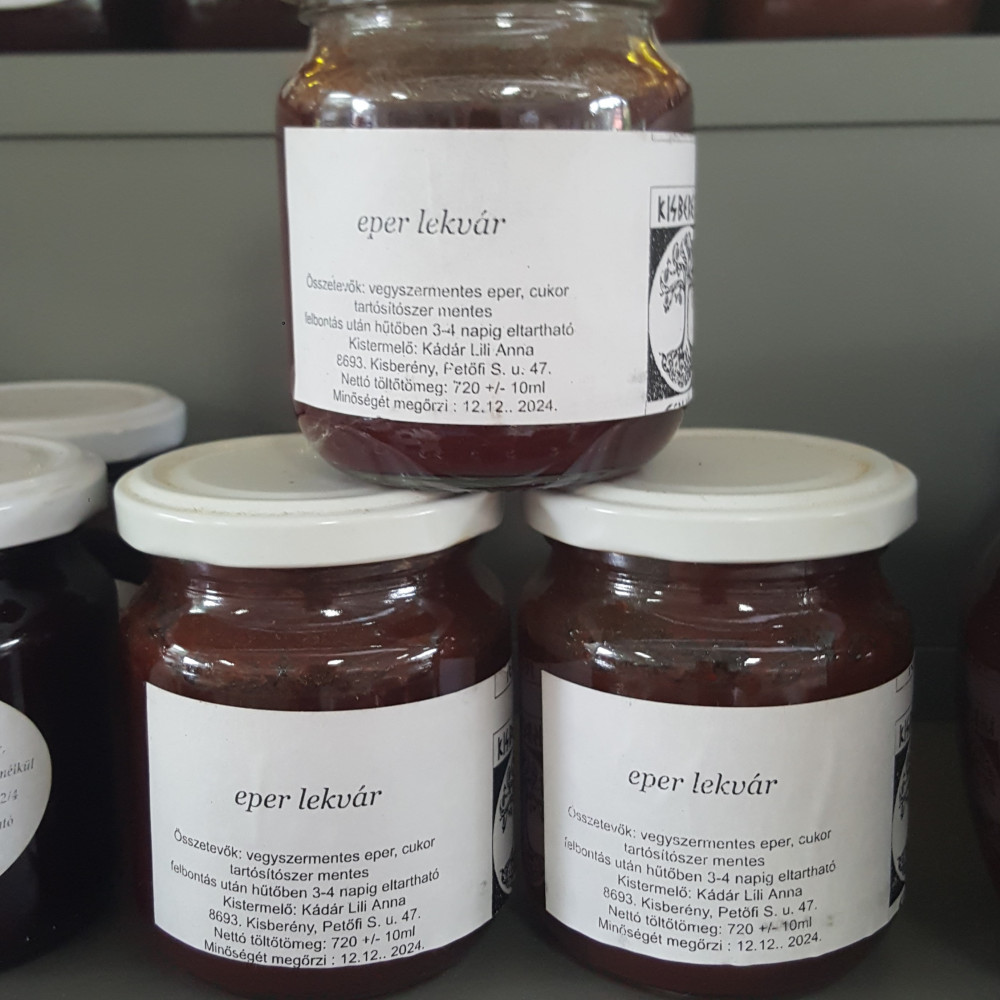 eper lekvár
Összetevők: vegyszermentes eper, cukor
tartósítószer mentes
felbontás után hűtőben 3-4 napig eltartható
Kistermelő: Kádár Lili Anna
8693. Kisberény, Petőfi S. u. 47.
Nettó töltőtömeg: 720 +/- 10ml
Minőségét megőrzi : 12.12.. 2024.
KISBERE
eper lekvár
Összetevők: vegyszermentes eper, cukor
tartósítószer mentes
felbontás után hűtőben 3-4 napig eltartható
Kistermelő: Kádár Lili Anna
8693. Kisberény, Petőfi S. u. 47.
Nettó töltőtömeg: 720 +/- 10ml
Minőségét megőrzi : 12.12.. 2024.
KISB
eper lekvár
Összetevők: vegyszermentes eper, cukor
tartósítószer mentes
felbontás után hűtőben 3-4 napig eltartható
Kistermelő: Kádár Lili Anna
8693. Kisberény, Petőfi S. u. 47.
Nettó töltőtömeg: 720 +/- 10ml
Minőségét megőrzi : 12.12.. 2024.
nélkül
2/4